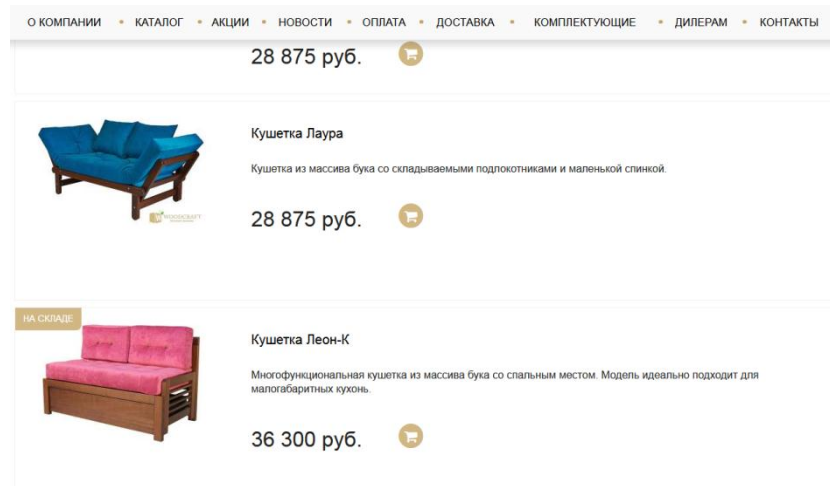 О КОМПАНИИ • КАТАЛОГ • АКЦИИ • НОВОСТИ • ОПЛАТА • ДОСТАВКА • КОМПЛЕКТУЮЩИЕ • ДИЛЕРАМ • КОНТАКТЫ
28 875 руб.
Кушетка Лаура
Кушетка из массива бука со складываемыми подлокотниками и маленькой спинкой.
28 875 руб.
НА СКЛАДЕ
Кушетка Леон-К
Многофункциональная кушетка из массива бука со спальным местом. Модель идеально подходит для
малогабаритных кухонь.
36 300 руб.